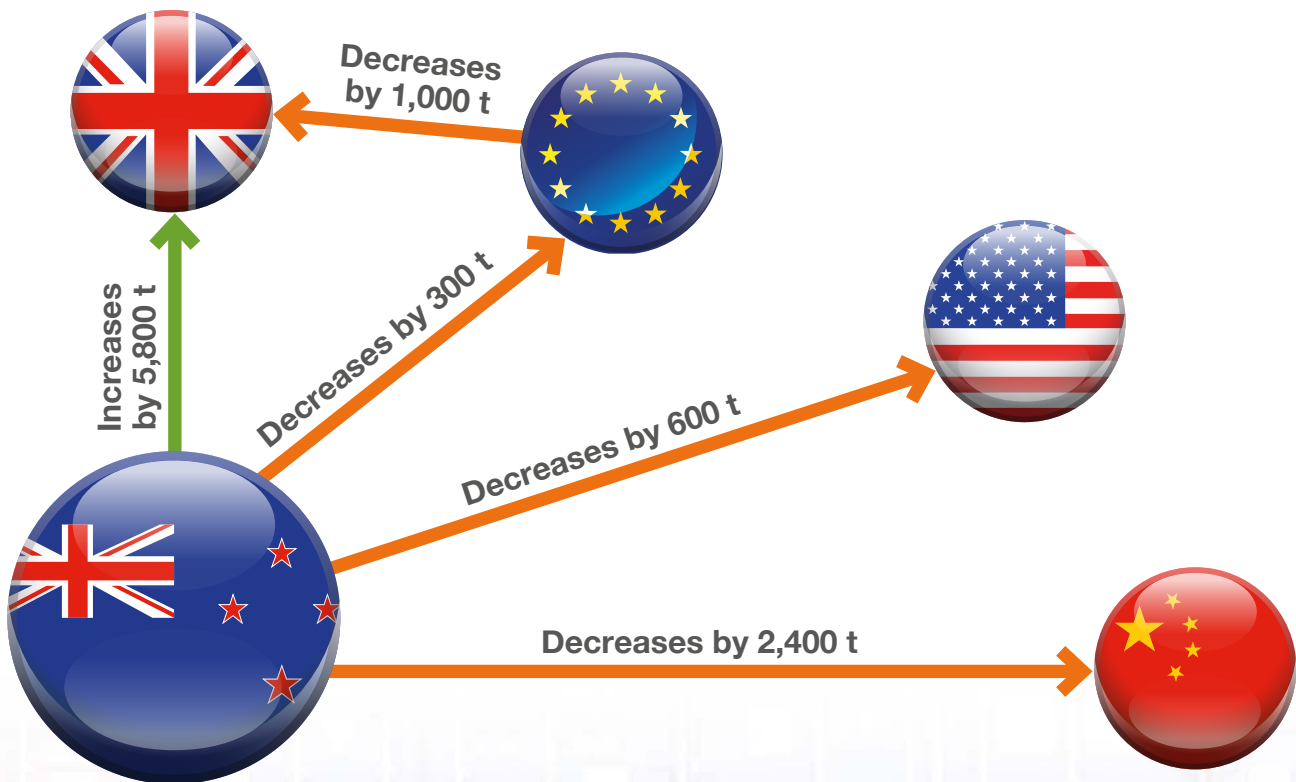 Decreases
by 1,000 t
Increases
by 5,800 t
Decreases by 300 t
Decreases by 600 t
Decreases by 2,400 t